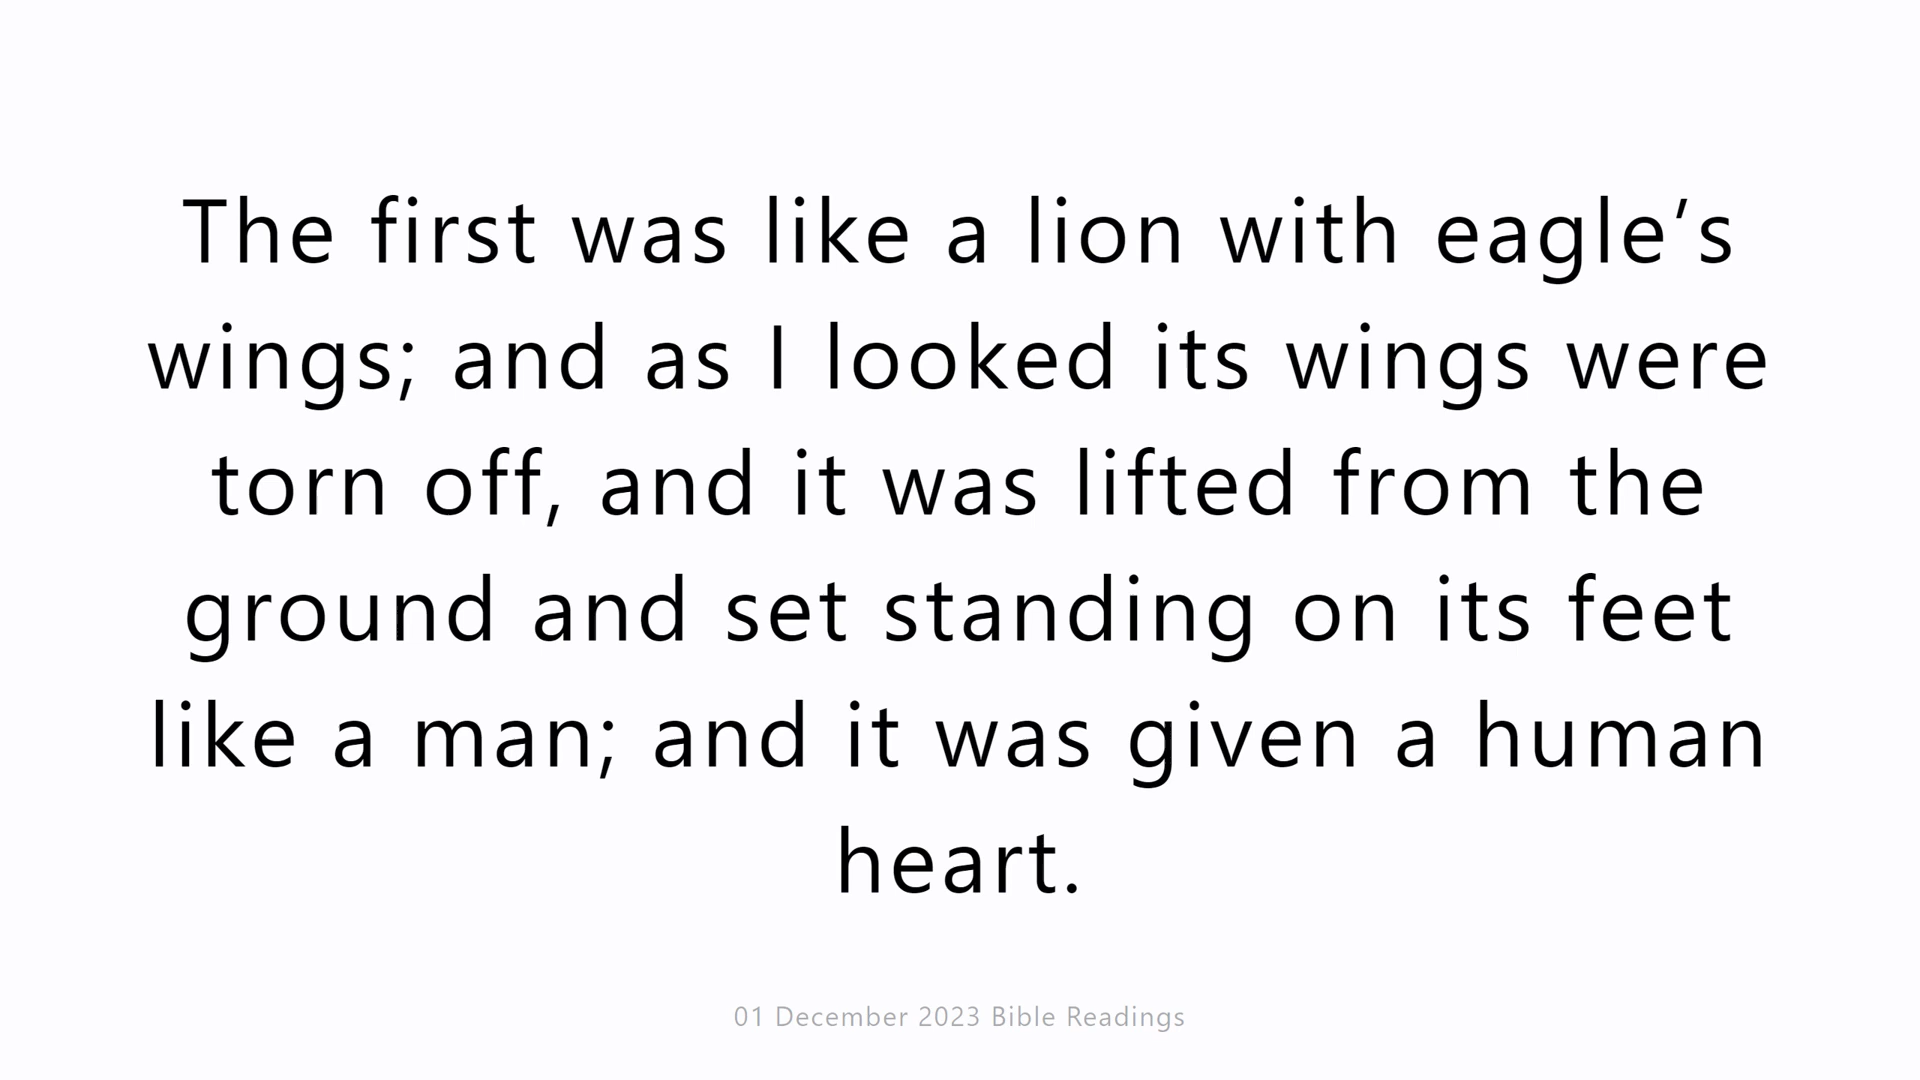 The first was like a lion with eagle’s
wings; and as I looked its wings were
torn off, and it was lifted from the
ground and set standing on its feet
like a man; and it was given a human
heart.
01 December 2023 Bible Readings